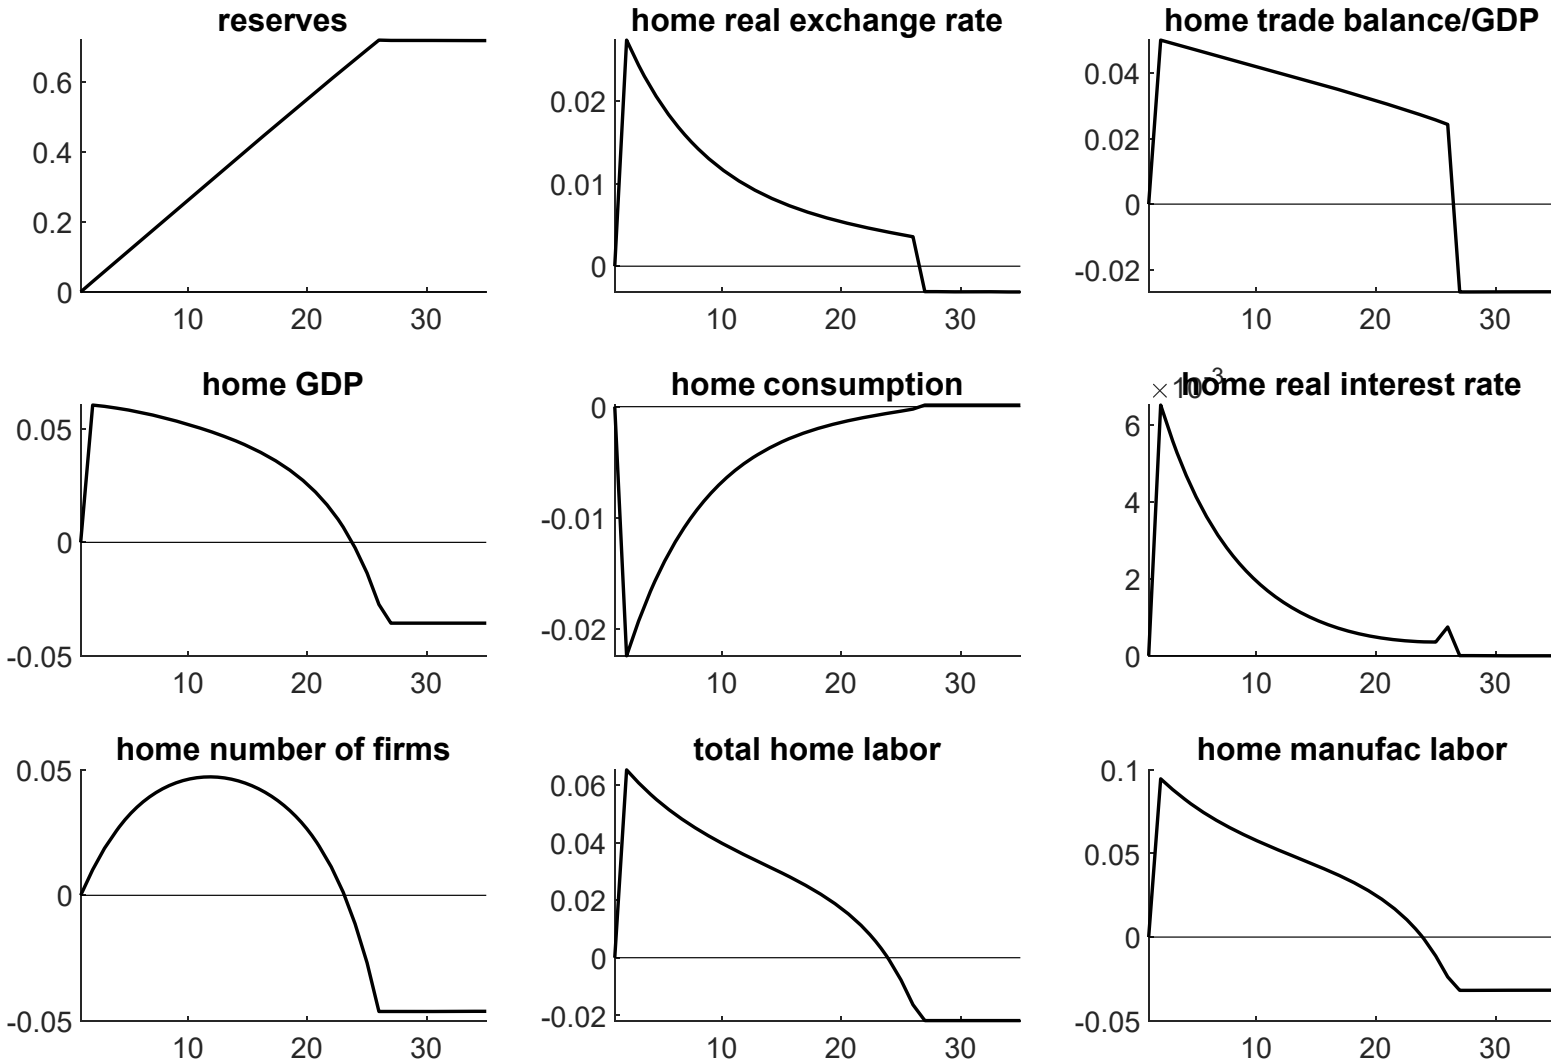 reserves
0.6
0.4
0.2
0
10 20 30
home real exchange rate
0.02
0.01
0
10 20 30
home trade balance/GDP
0.04
0.02
0
-0.02
10 20 30
home GDP
0.05
0
-0.05
10 20 30
home consumption
0
-0.01
-0.02
10 20 30
×10-3
home real interest rate
6
4
2
0
10 20 30
home number of firms
0.05
0
-0.05
10 20 30
total home labor
0.06
0.04
0.02
0
-0.02
10 20 30
home manufac labor
0.1
0.05
0
-0.05
10 20 30